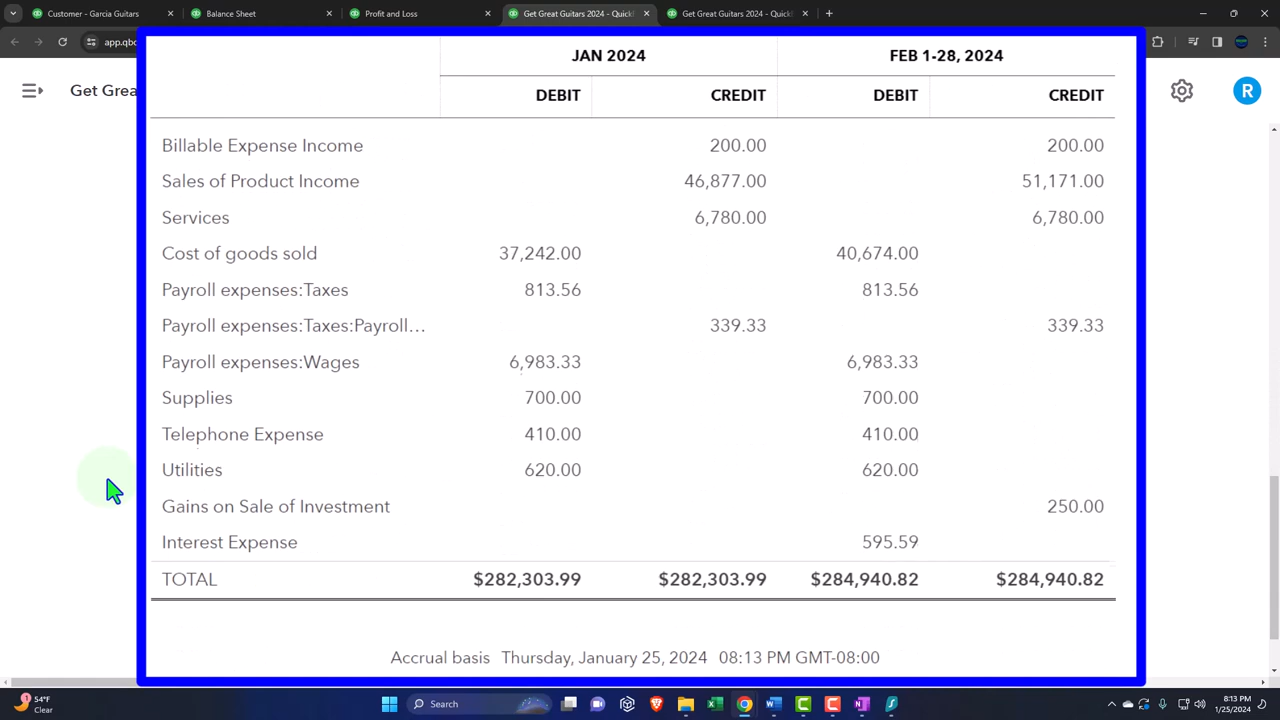 Customer
Balance Sheet
Profit and Loss
Get Great Guitars 2024 -
Get Great Guitars 2024 - Quick
app.qbo
Get Grea
R
JAN 2024 FEB 1-28, 2024
DEBIT CREDIT DEBIT CREDIT
Billable Expense Income 200.00 200.00
Sales of Product Income 46,877.00 51,171.00
Services 6,780.00 6,780.00
Cost of goods sold 37,242.00 40,674.00
Payroll expenses:Taxes 813.56 813.56
Payroll expenses:Taxes:Payroll... 339.33 339.33
Payroll expenses:Wages 6,983.33 6,983.33
Supplies 700.00 700.00
Telephone Expense 410.00 410.00
Utilities 620.00 620.00
Gains on Sale of Investment 250.00
Interest Expense 595.59
TOTAL $282,303.99 $282,303.99 $284,940.82 $284,940.82
Accrual basis Thursday, January 25, 2024 08:13 PM GMT-08:00
54°F
Clear
Search
8:15 PM
1/25/2024